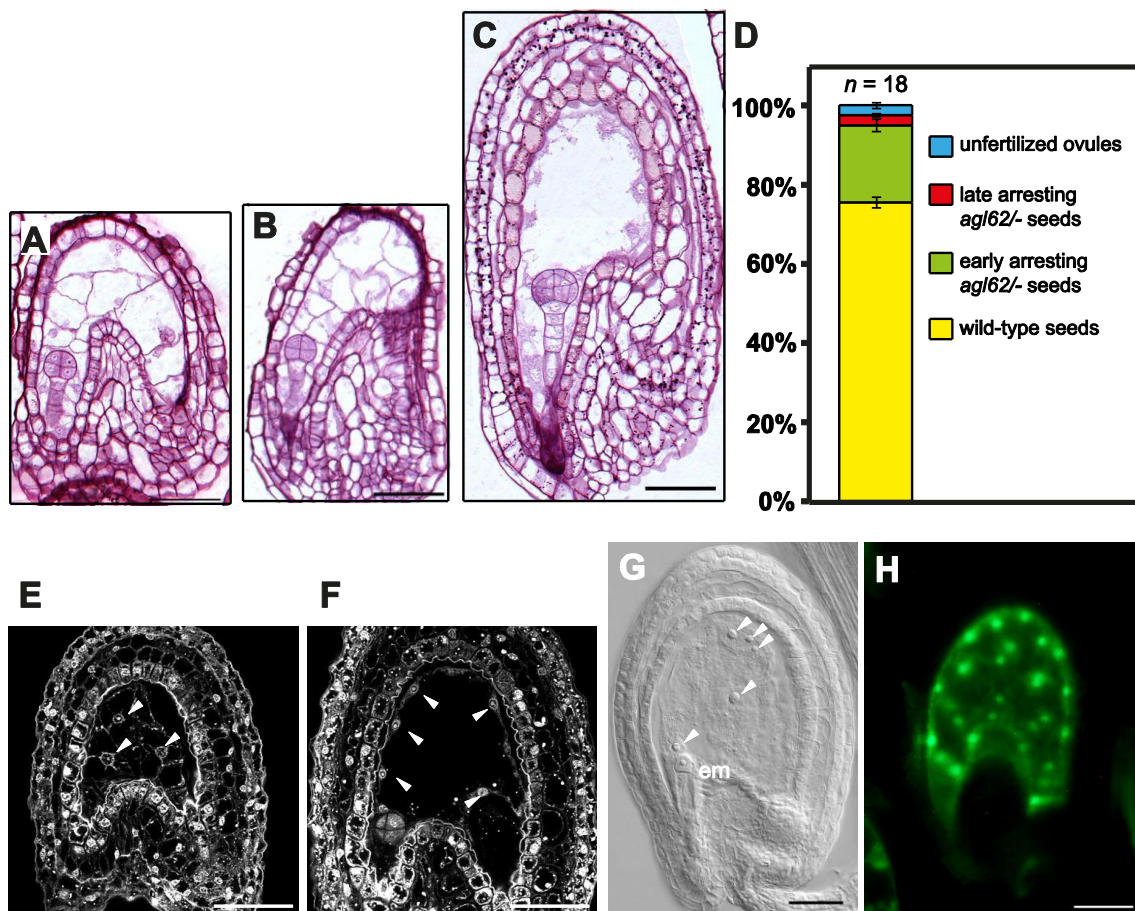 A
B
C
D
n = 18
100%
80%
60%
40%
20%
0%
unfertilized ovules
late arresting
agl62/- seeds
early arresting
agl62/- seeds
wild-type seeds
E
F
G
H
em